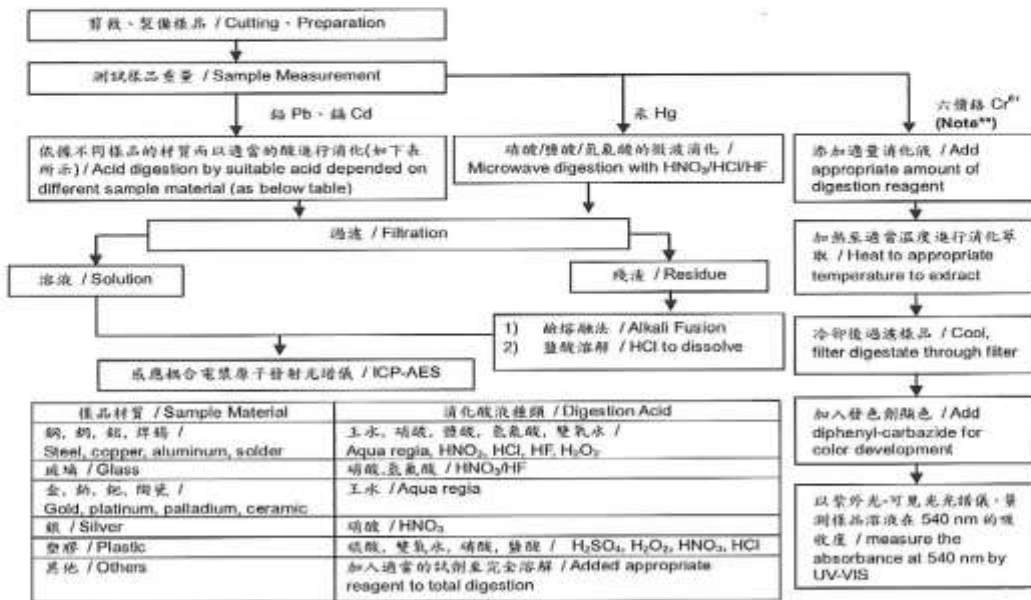 剪裁、製備樣品 / Cutting、Preparation
測試樣品重量 / Sample Measurement
鉛 Pb、鎘 Cd
汞 Hg
六價鉻 Cr⁶⁺
(Note**)
依據不同樣品的材質而以適當的酸進行消化(如下表
所示) / Acid digestion by suitable acid depended on
different sample material (as below table)
硝酸/鹽酸/氫氟酸的微波消化 /
Microwave digestion with HNO₃/HCl/HF
添加適量消化液 / Add
appropriate amount of
digestion reagent
過濾 / Filtration
加熱至適當溫度進行消化萃
取 / Heat to appropriate
temperature to extract
溶液 / Solution
殘渣 / Residue
1) 鹼熔融法 / Alkali Fusion
2) 鹽酸溶解 / HCl to dissolve
冷卻後過濾樣品 / Cool,
filter digestate through filter
感應耦合電漿原子發射光譜儀 / ICP-AES
加入發色劑顯色 / Add
diphenyl-carbazide for
color development
以紫外光-可見光光譜儀,量
測樣品溶液在 540 nm 的吸
收度 / measure the
absorbance at 540 nm by
UV-VIS
樣品材質 / Sample Material
消化酸液種類 / Digestion Acid
鋼, 銅, 鋁, 焊錫 /
Steel, copper, aluminum, solder
王水, 硝酸, 鹽酸, 氫氟酸, 雙氧水 /
Aqua regia, HNO₃, HCl, HF, H₂O₂
玻璃 / Glass
硝酸,氫氟酸 / HNO₃/HF
金, 鉑, 鈀, 陶瓷 /
Gold, platinum, palladium, ceramic
王水 / Aqua regia
銀 / Silver
硝酸 / HNO₃
塑膠 / Plastic
硫酸, 雙氧水, 硝酸, 鹽酸 / H₂SO₄, H₂O₂, HNO₃, HCl
其他 / Others
加入適當的試劑至完全溶解 / Added appropriate
reagent to total digestion